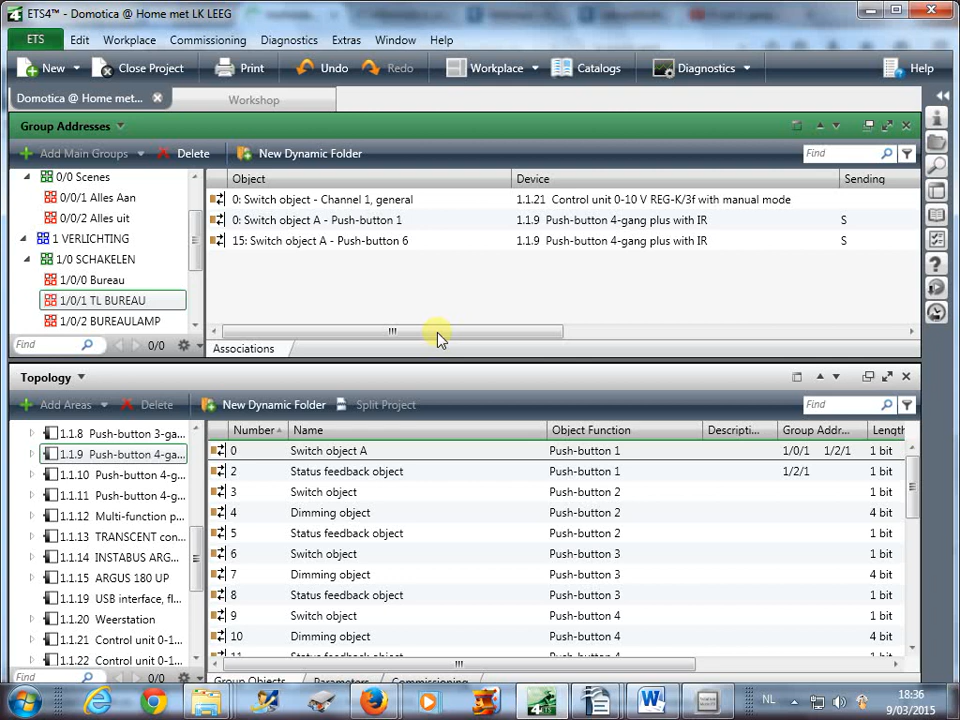 ETS4™ - Domotica @ Home met LK LEEG
ETS Edit Workplace Commissioning Diagnostics Extras Window Help
New Close Project Print Undo Redo Workplace Catalogs Diagnostics Help
Domotica @ Home met... Workshop
Group Addresses
Add Main Groups Delete New Dynamic Folder Find
Object Device Sending
0/0 Scenes
0/0/1 Alles Aan
0/0/2 Alles uit
1 VERLICHTING
1/0 SCHAKELEN
1/0/0 Bureau
1/0/1 TL BUREAU
1/0/2 BUREAULAMP
0: Switch object - Channel 1, general 1.1.21 Control unit 0-10 V REG-K/3f with manual mode
0: Switch object A - Push-button 1 1.1.9 Push-button 4-gang plus with IR S
15: Switch object A - Push-button 6 1.1.9 Push-button 4-gang plus with IR S
Find 0/0
Associations
Topology
Add Areas Delete New Dynamic Folder Split Project Find
1.1.8 Push-button 3-ga...
1.1.9 Push-button 4-ga...
1.1.10 Push-button 4-g...
1.1.11 Push-button 4-g...
1.1.12 Multi-function p...
1.1.13 TRANSCENT con...
1.1.14 INSTABUS ARG...
1.1.15 ARGUS 180 UP
1.1.19 USB interface, fl...
1.1.20 Weerstation
1.1.21 Control unit 0-1...
1.1.22 Control unit 0-1...
Number Name Object Function Descripti... Group Addr... Length
0 Switch object A Push-button 1 1/0/1 1/2/1 1 bit
2 Status feedback object Push-button 1 1/2/1 1 bit
3 Switch object Push-button 2 1 bit
4 Dimming object Push-button 2 4 bit
5 Status feedback object Push-button 2 1 bit
6 Switch object Push-button 3 1 bit
7 Dimming object Push-button 3 4 bit
8 Status feedback object Push-button 3 1 bit
9 Switch object Push-button 4 1 bit
10 Dimming object Push-button 4 4 bit
11 Status feedback object Push-button 4 1 bit
Find 0/0
Group Objects Parameters Commissioning
NL 18:36
9/03/2015